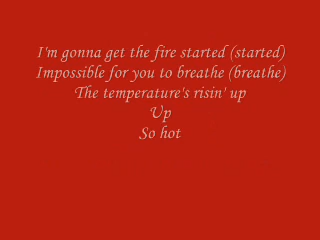 I'm gonna get the fire started (started)
Impossible for you to breathe (breathe)
The temperature's risin' up
Up
So hot